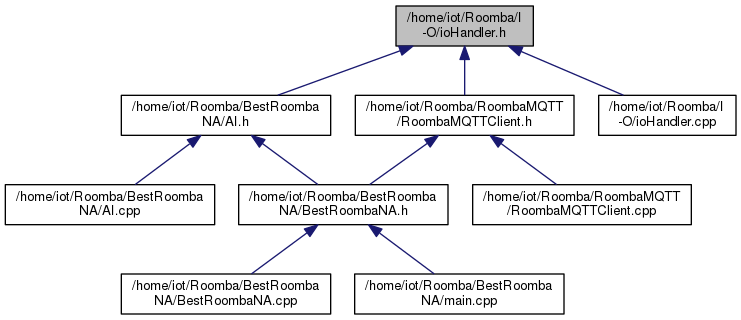 /home/iot/Roomba/I
-O/ioHandler.h
/home/iot/Roomba/BestRoomba
NA/AI.h
/home/iot/Roomba/RoombaMQTT
/RoombaMQTTClient.h
/home/iot/Roomba/I
-O/ioHandler.cpp
/home/iot/Roomba/BestRoomba
NA/AI.cpp
/home/iot/Roomba/BestRoomba
NA/BestRoombaNA.h
/home/iot/Roomba/RoombaMQTT
/RoombaMQTTClient.cpp
/home/iot/Roomba/BestRoomba
NA/BestRoombaNA.cpp
/home/iot/Roomba/BestRoomba
NA/main.cpp